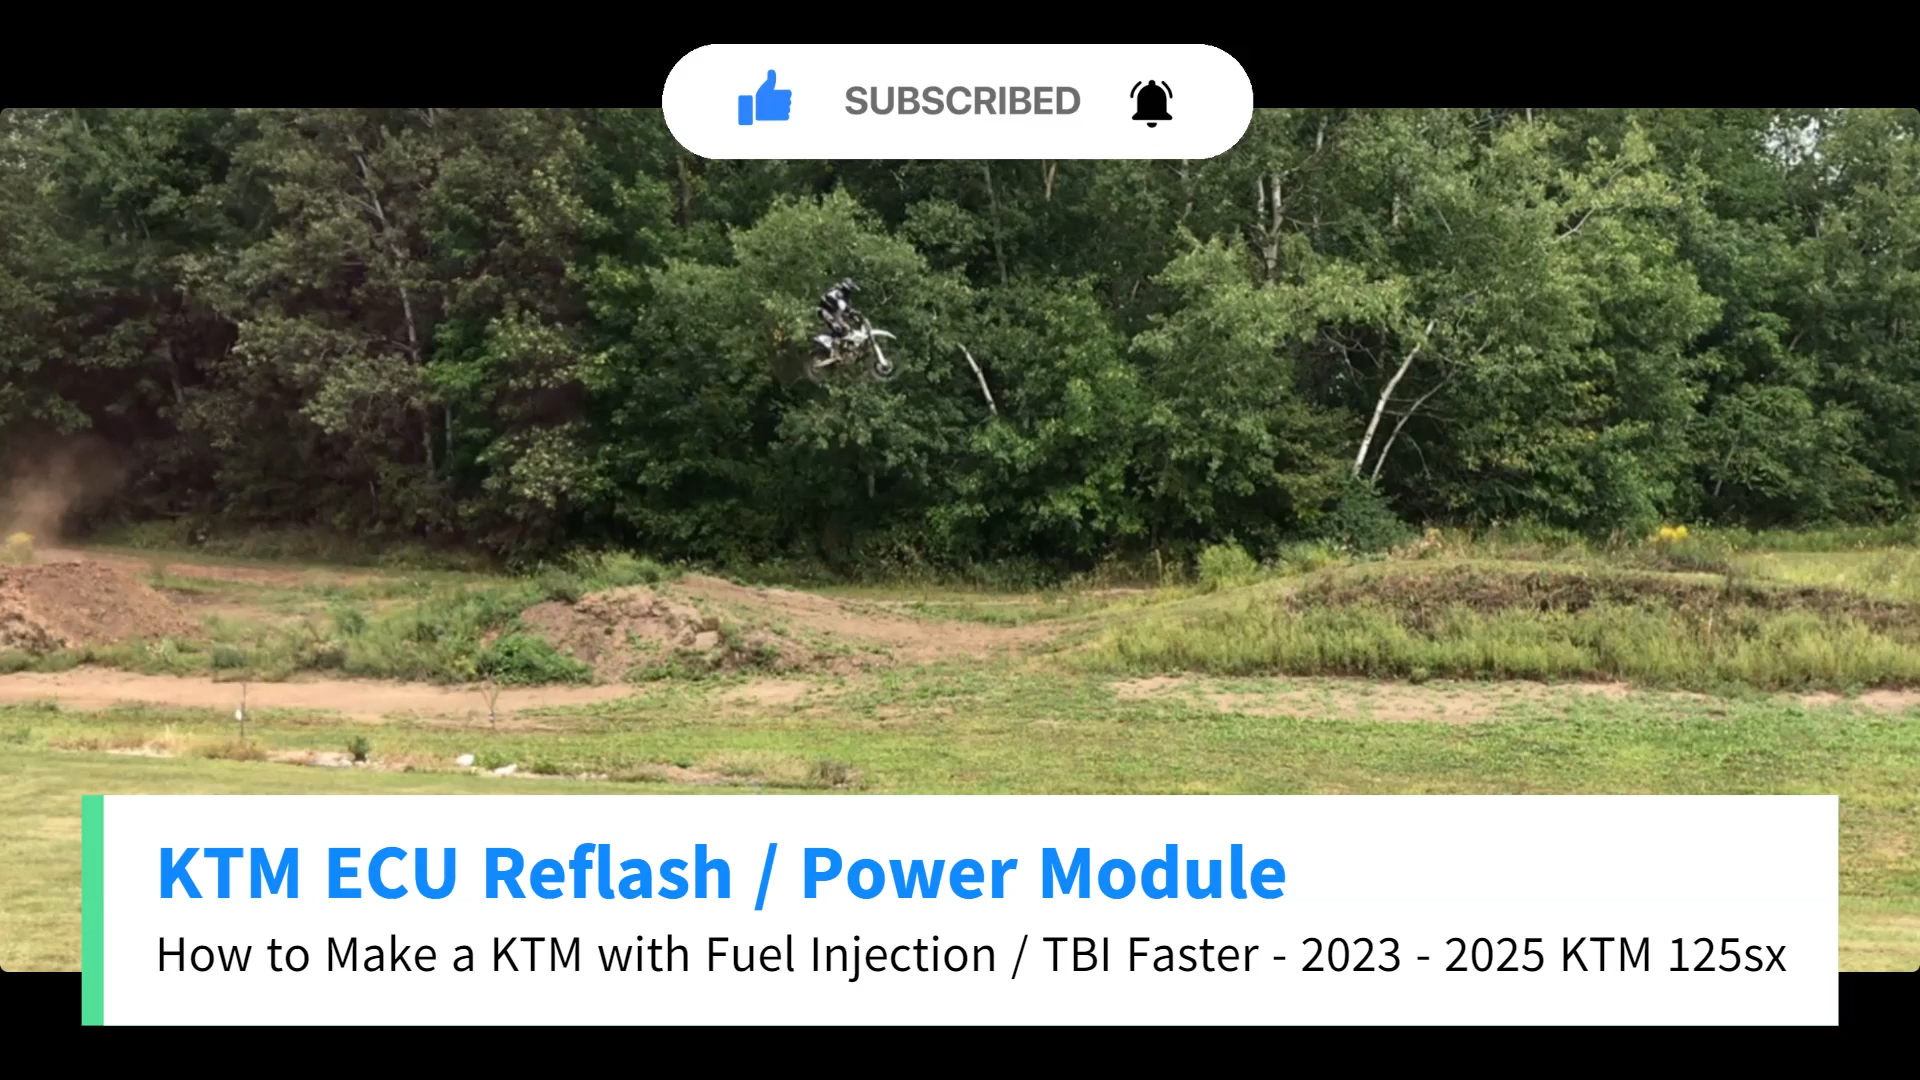 SUBSCRIBED
KTM ECU Reflash / Power Module
How to Make a KTM with Fuel Injection / TBI Faster - 2023 - 2025 KTM 125sx